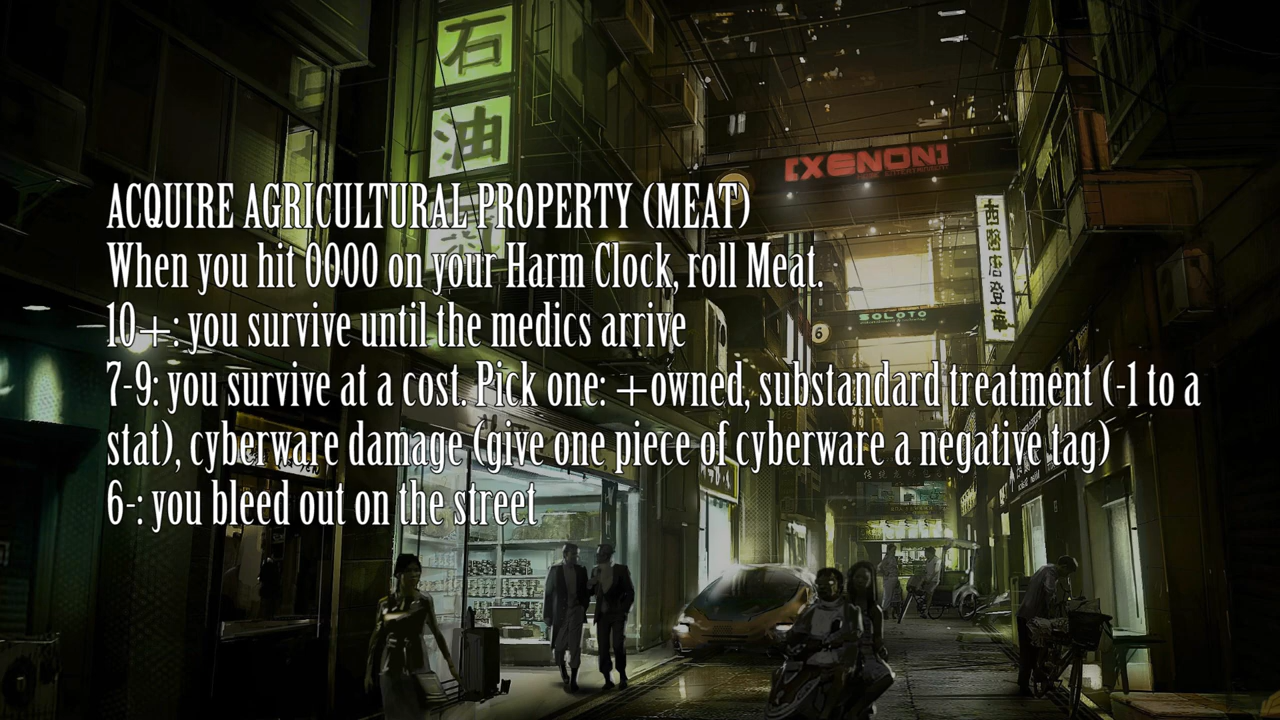 石
油
[XENON]
ACQUIRE AGRICULTURAL PROPERTY (MEAT)
When you hit 0000 on your Harm Clock, roll Meat.
10+: you survive until the medics arrive
7-9: you survive at a cost. Pick one: +owned, substandard treatment (-1 to a
stat), cyberware damage (give one piece of cyberware a negative tag)
6-: you bleed out on the street
SOLOTO
6